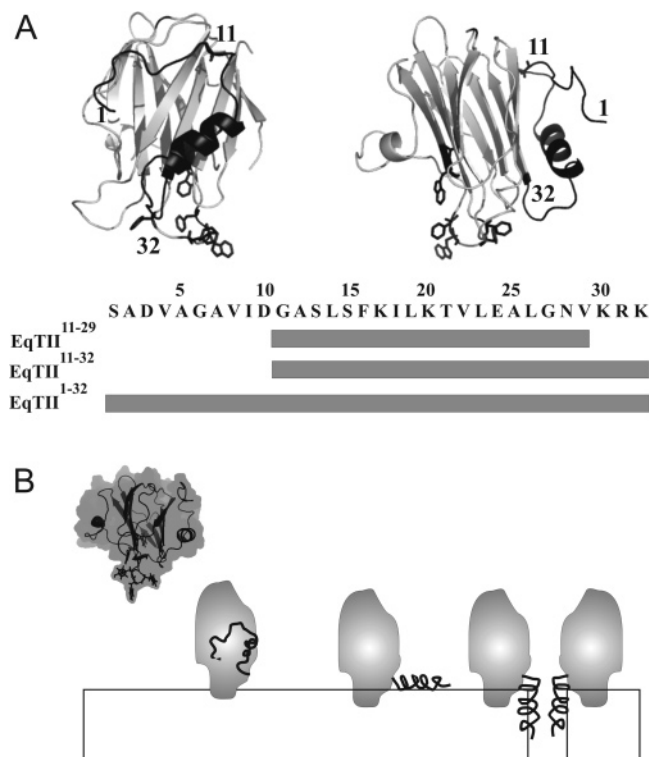 A
11
1
32
11
1
32
5 10 15 20 25 30
S A D V A G A V I D G A S L S F K I L K T V L E A L G N V K R K
EqTII11-29
EqTII11-32
EqTII1-32
B